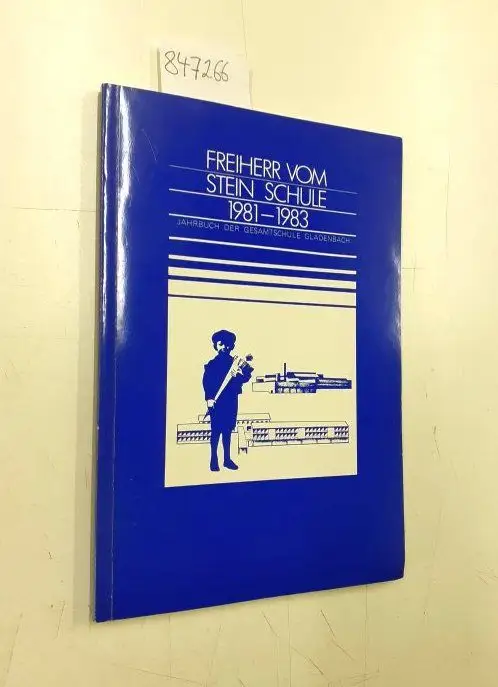 847266
FREIHERR VOM
STEIN SCHULE
1981–1983
JAHRBUCH DER GESAMTSCHULE GLADENBACH